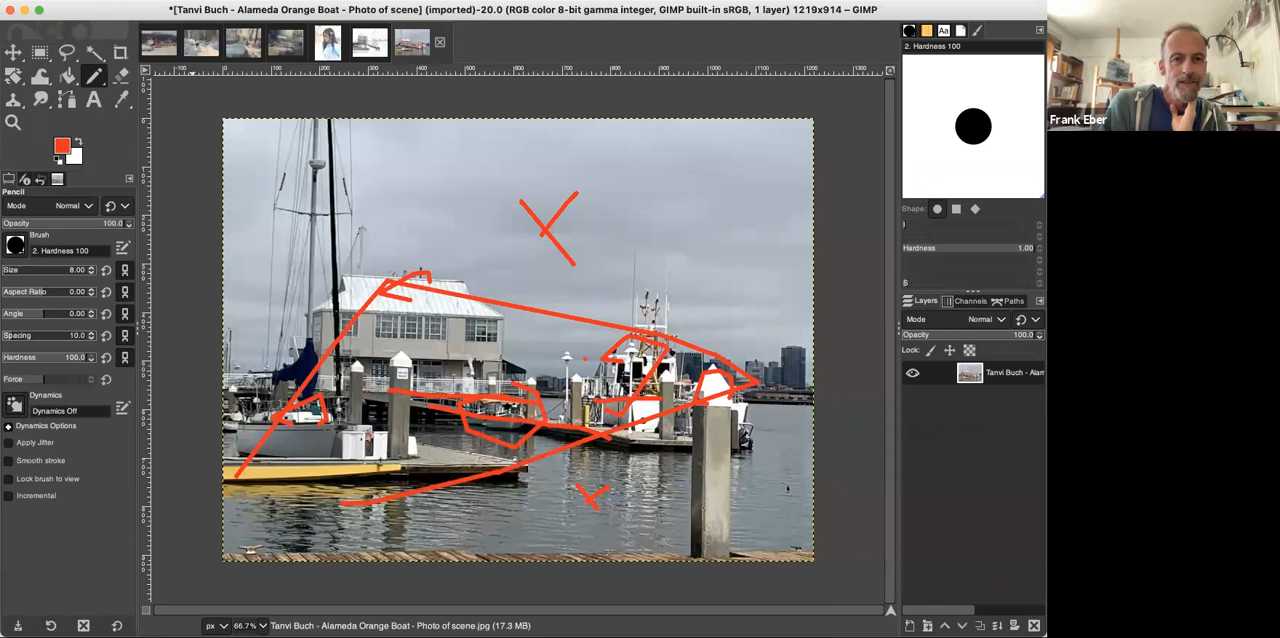 *[Tanvi Buch - Alameda Orange Boat - Photo of scene] (imported)-20.0 (RGB color 8-bit gamma integer, GIMP built-in sRGB, 1 layer) 1219x914 – GIMP
Pencil
Mode Normal
Opacity 100.0
Brush
2. Hardness 100
Size 8.00
Aspect Ratio 0.00
Angle 0.00
Spacing 10.0
Hardness 100.0
Force
Dynamics
Dynamics Off
Dynamics Options
Apply Jitter
Smooth stroke
Lock brush to view
Incremental
px 66.7% Tanvi Buch - Alameda Orange Boat - Photo of scene.jpg (17.3 MB)
2. Hardness 100
Shape:
Hardness 1.00
Layers Channels Paths
Mode Normal
Opacity 100.0
Lock:
Tanvi Buch - Alam
Frank Eber